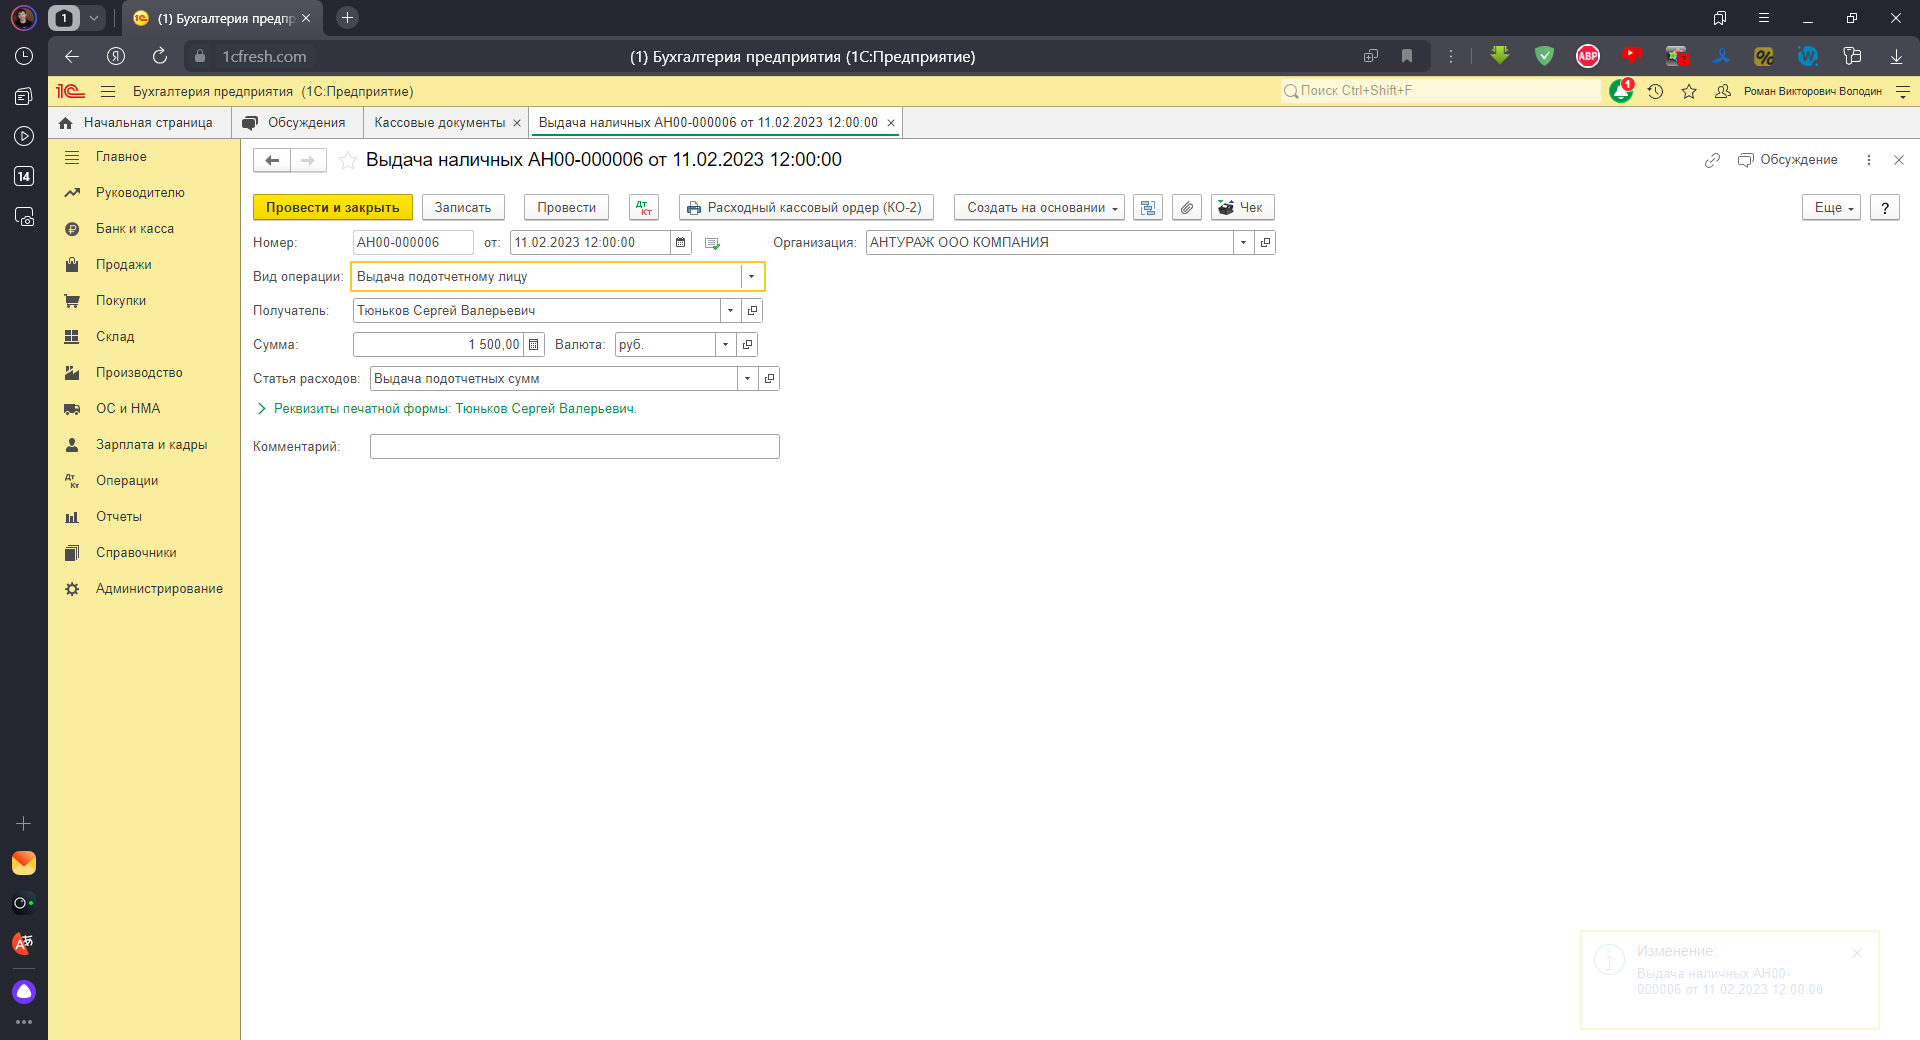 1
(1) Бухгалтерия предпр
1cfresh.com
(1) Бухгалтерия предприятия (1С:Предприятие)
ABP
14
1С
Бухгалтерия предприятия (1С:Предприятие)
Поиск Ctrl+Shift+F
1
Роман Викторович Володин
Начальная страница
Обсуждения
Кассовые документы
Выдача наличных АН00-000006 от 11.02.2023 12:00:00
Главное
Руководителю
Банк и касса
Продажи
Покупки
Склад
Производство
ОС и НМА
Зарплата и кадры
Дт Кт
Операции
Отчеты
Справочники
Администрирование
Выдача наличных АН00-000006 от 11.02.2023 12:00:00
Обсуждение
Провести и закрыть
Записать
Провести
Дт Кт
Расходный кассовый ордер (КО-2)
Создать на основании
Чек
Еще
?
Номер: АН00-000006 от: 11.02.2023 12:00:00
Организация: АНТУРАЖ ООО КОМПАНИЯ
Вид операции: Выдача подотчетному лицу
Получатель: Тюньков Сергей Валерьевич
Сумма: 1 500,00 Валюта: руб.
Статья расходов: Выдача подотчетных сумм
Реквизиты печатной формы: Тюньков Сергей Валерьевич.
Комментарий:
Изменение:
Выдача наличных АН00-
000006 от 11.02.2023 12:00:00